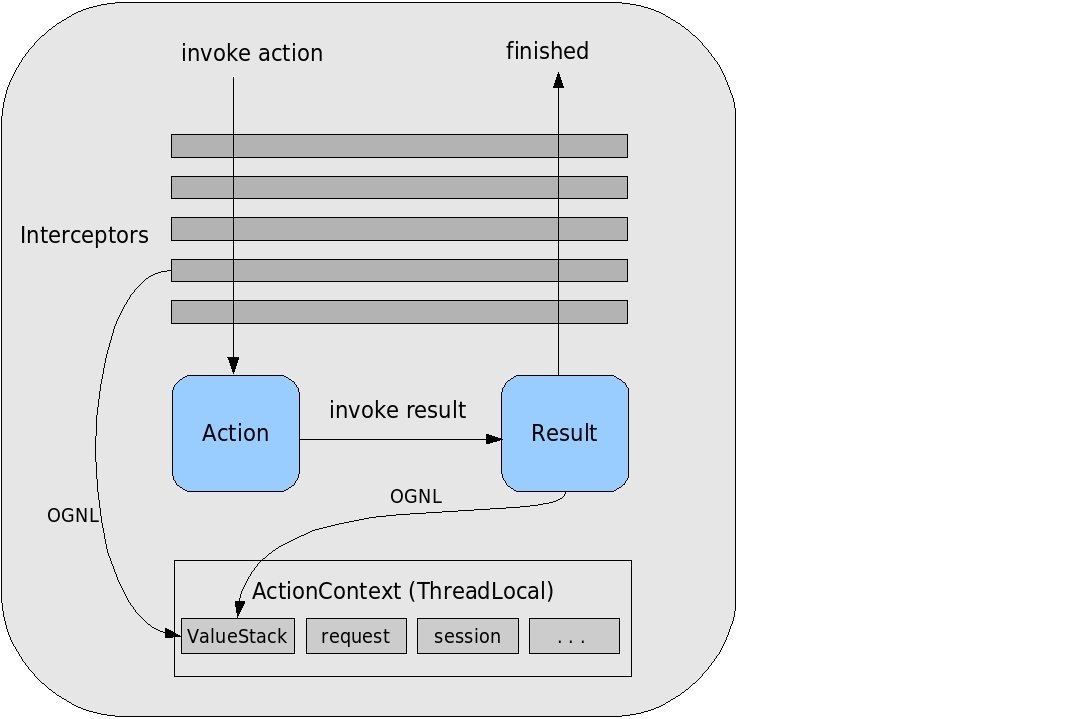 invoke action
finished
Interceptors
Action
invoke result
Result
OGNL
OGNL
ActionContext (ThreadLocal)
ValueStack
request
session
. . .